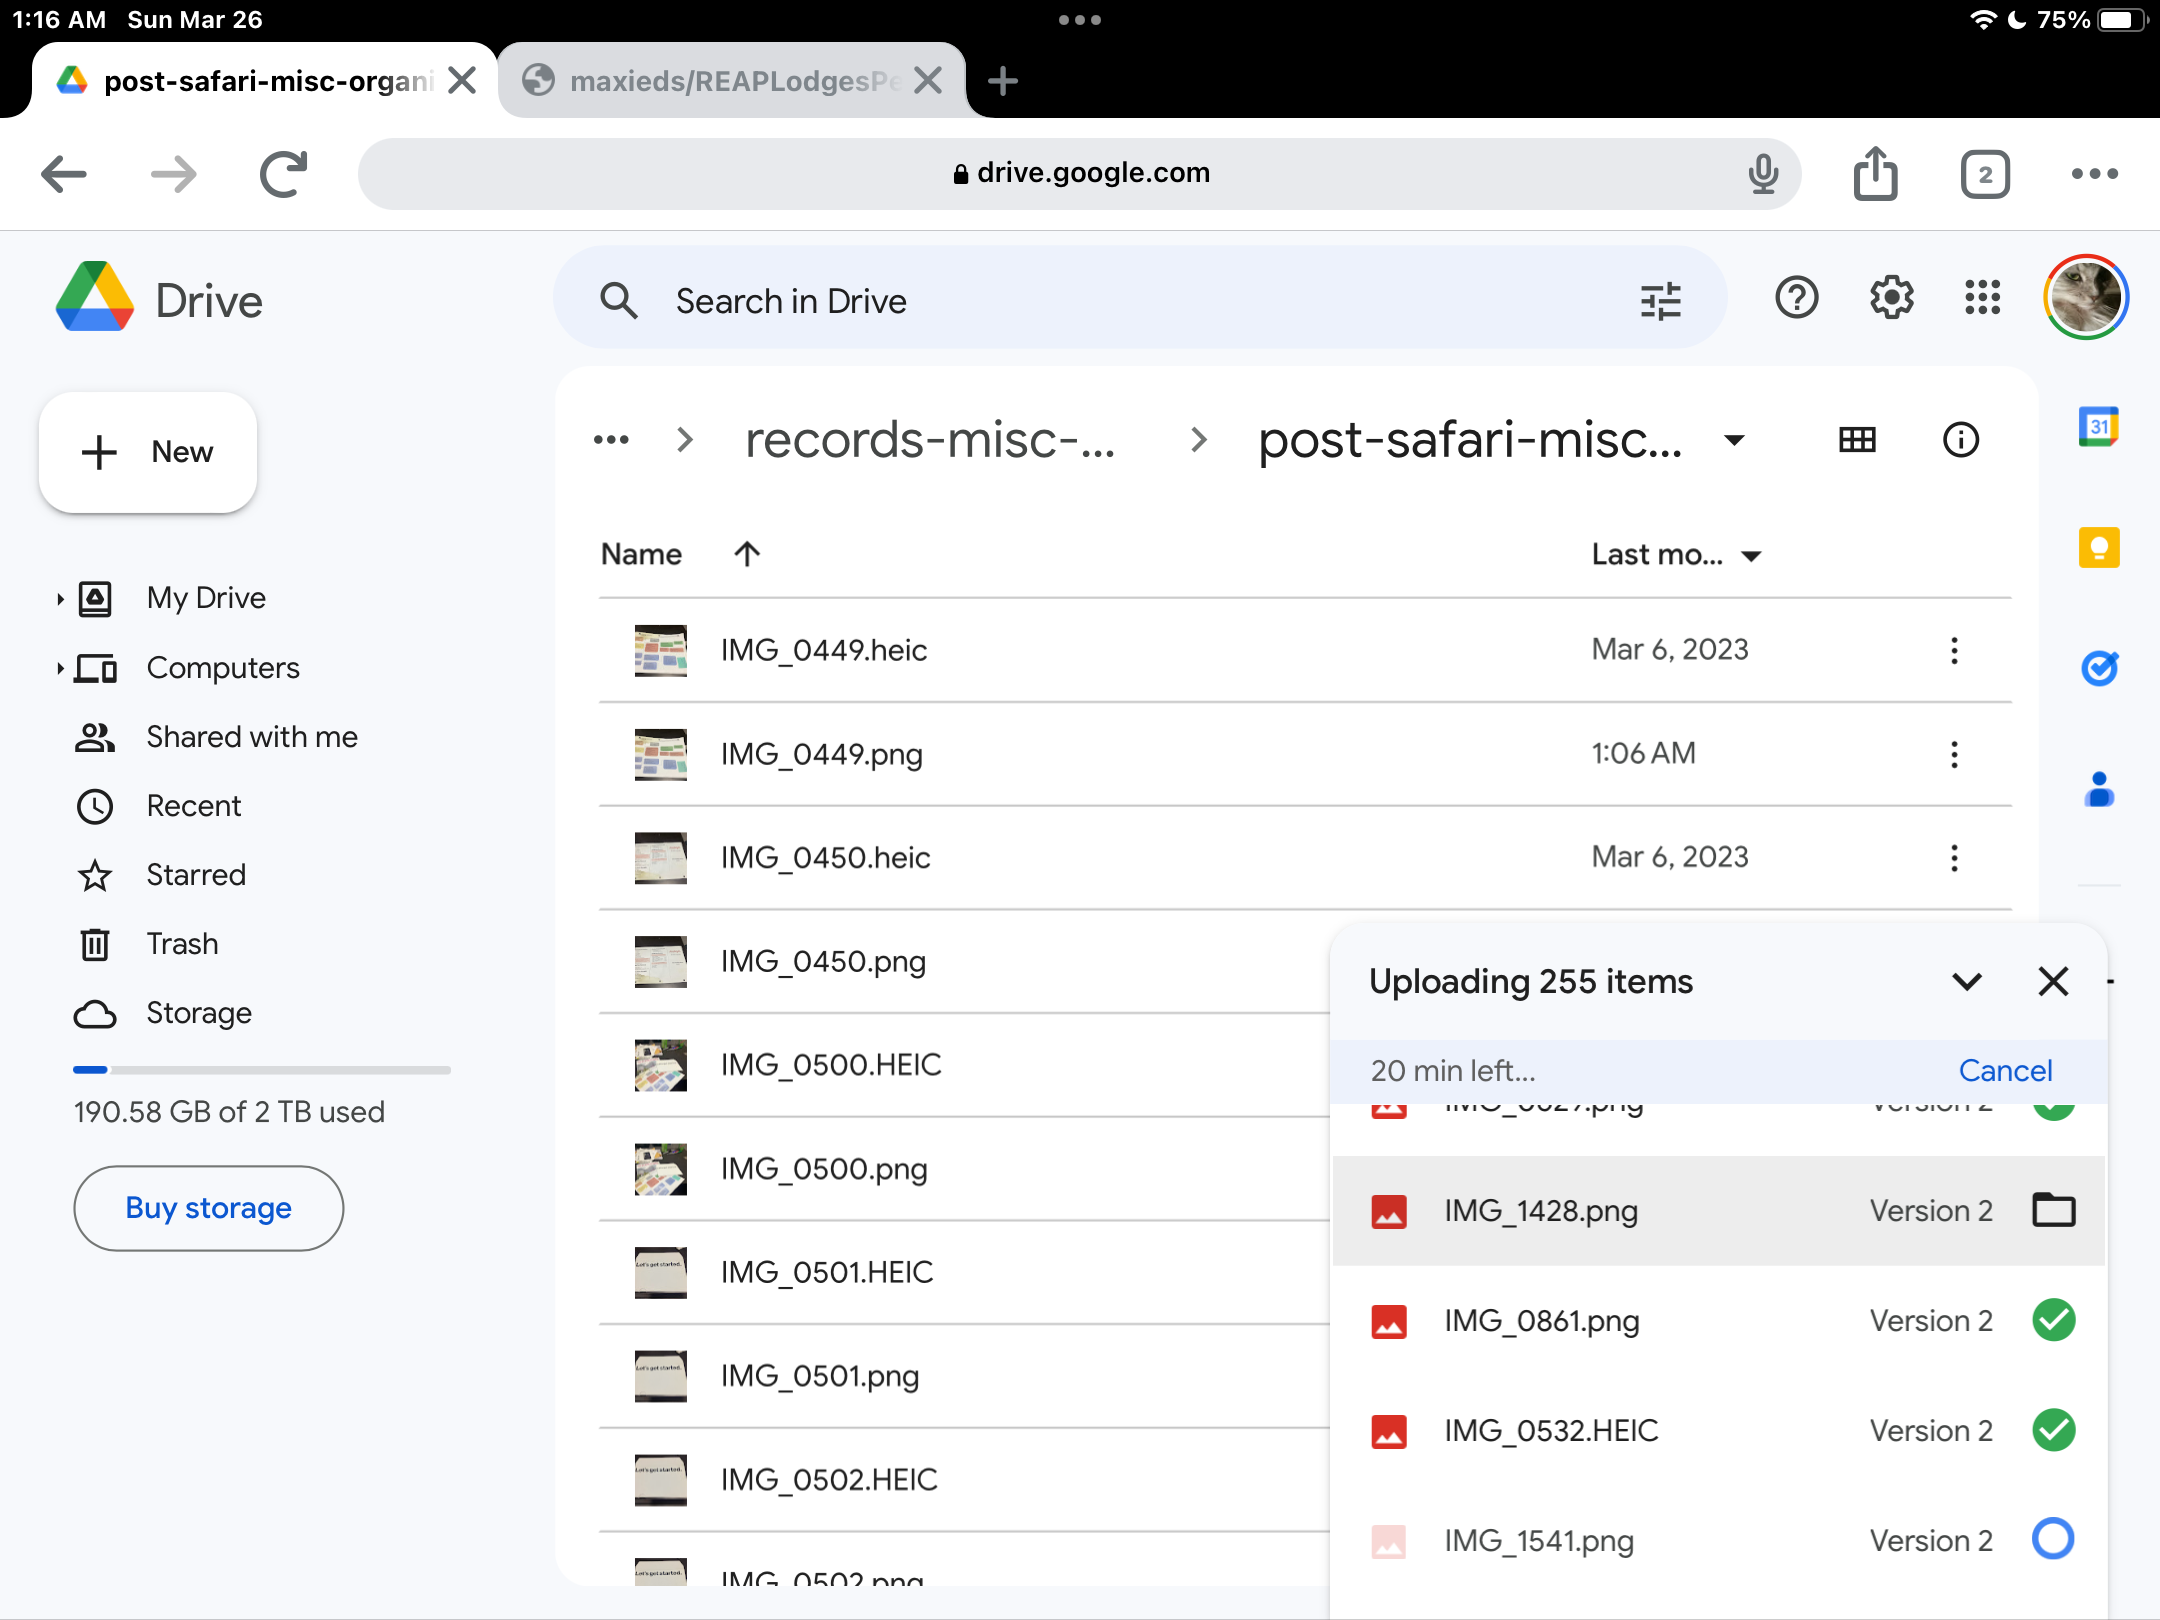 1:16 AM Sun Mar 26
75%
post-safari-misc-organi
maxieds/REAPLodgesPe
drive.google.com
2
Drive
Search in Drive
New
records-misc-...
post-safari-misc...
31
Name
Last mo...
My Drive
Computers
Shared with me
Recent
Starred
Trash
Storage
190.58 GB of 2 TB used
Buy storage
IMG_0449.heic
Mar 6, 2023
IMG_0449.png
1:06 AM
IMG_0450.heic
Mar 6, 2023
IMG_0450.png
IMG_0500.HEIC
IMG_0500.png
IMG_0501.HEIC
IMG_0501.png
IMG_0502.HEIC
IMG_0502.png
Uploading 255 items
20 min left...
Cancel
Version 2
IMG_1428.png
Version 2
IMG_0861.png
Version 2
IMG_0532.HEIC
Version 2
IMG_1541.png
Version 2